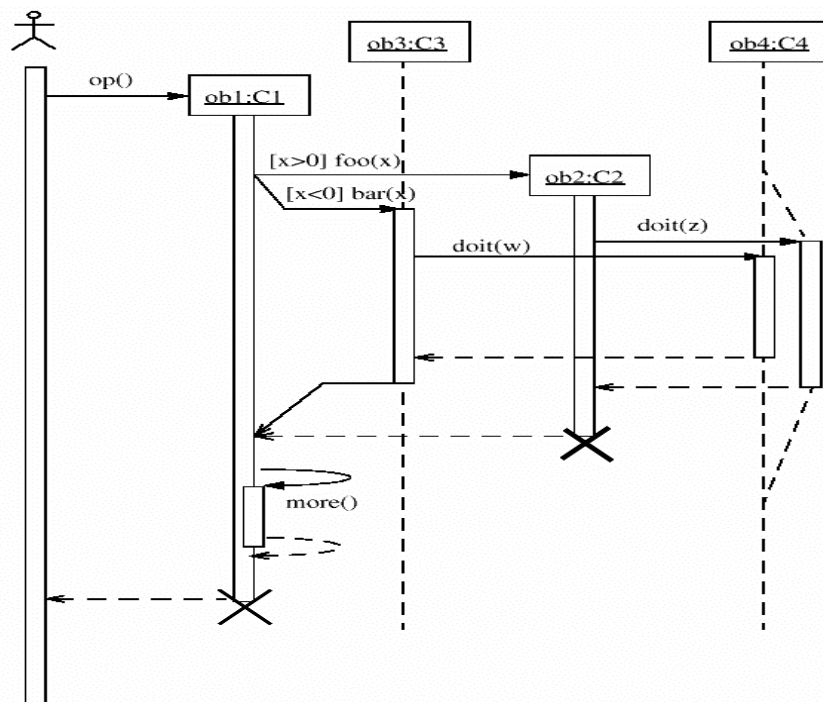 ob3:C3
ob4:C4
op()
ob1:C1
[x>0] foo(x)
ob2:C2
[x<0] bar(x)
doit(z)
doit(w)
more()